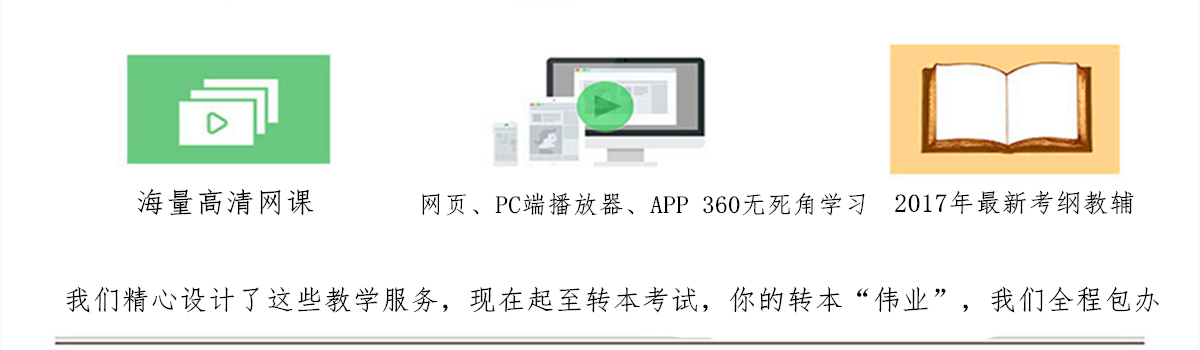 海量高清网课
网页、PC端播放器、APP 360无死角学习
2017年最新考纲教辅
我们精心设计了这些教学服务，现在起至转本考试，你的转本“伟业”，我们全程包办